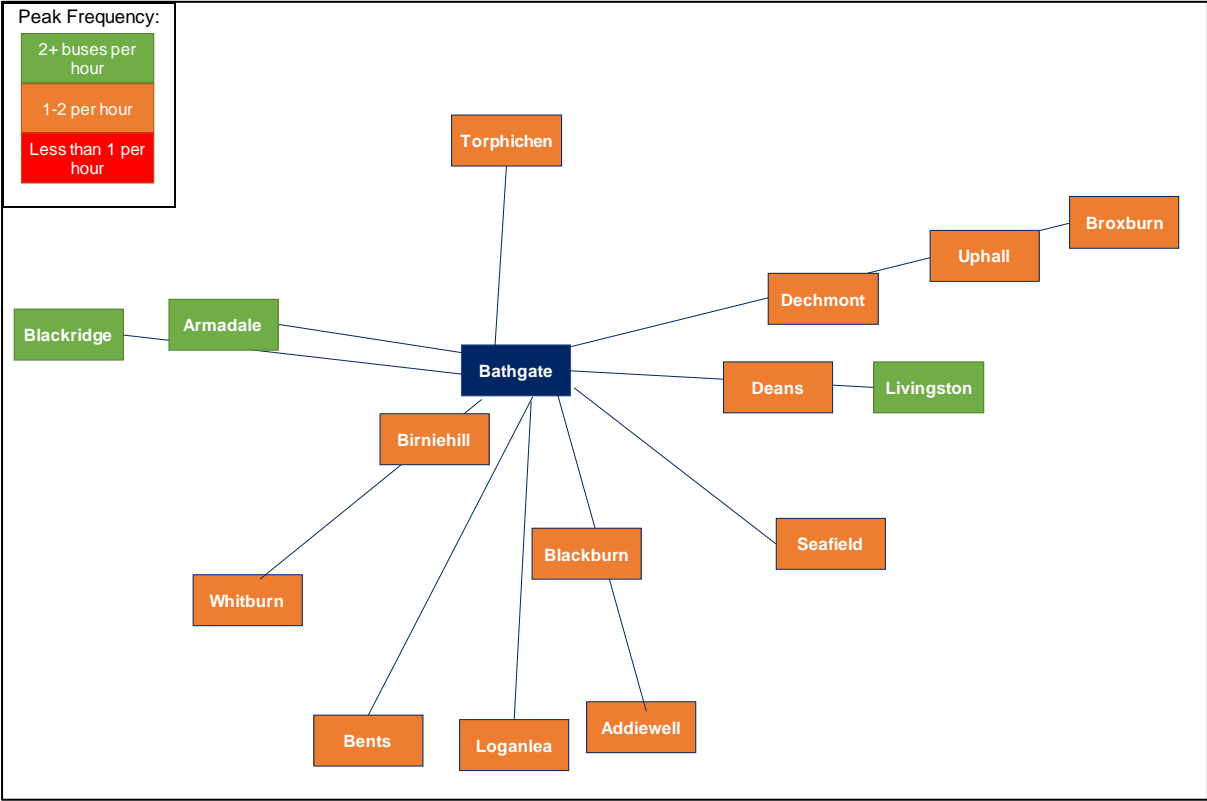 Peak Frequency:
2+ buses per
hour
1-2 per hour
Less than 1 per
hour
Torphichen
Broxburn
Uphall
Dechmont
Blackridge
Armadale
Bathgate
Deans
Livingston
Birniehill
Seafield
Blackburn
Whitburn
Bents
Loganlea
Addiewell